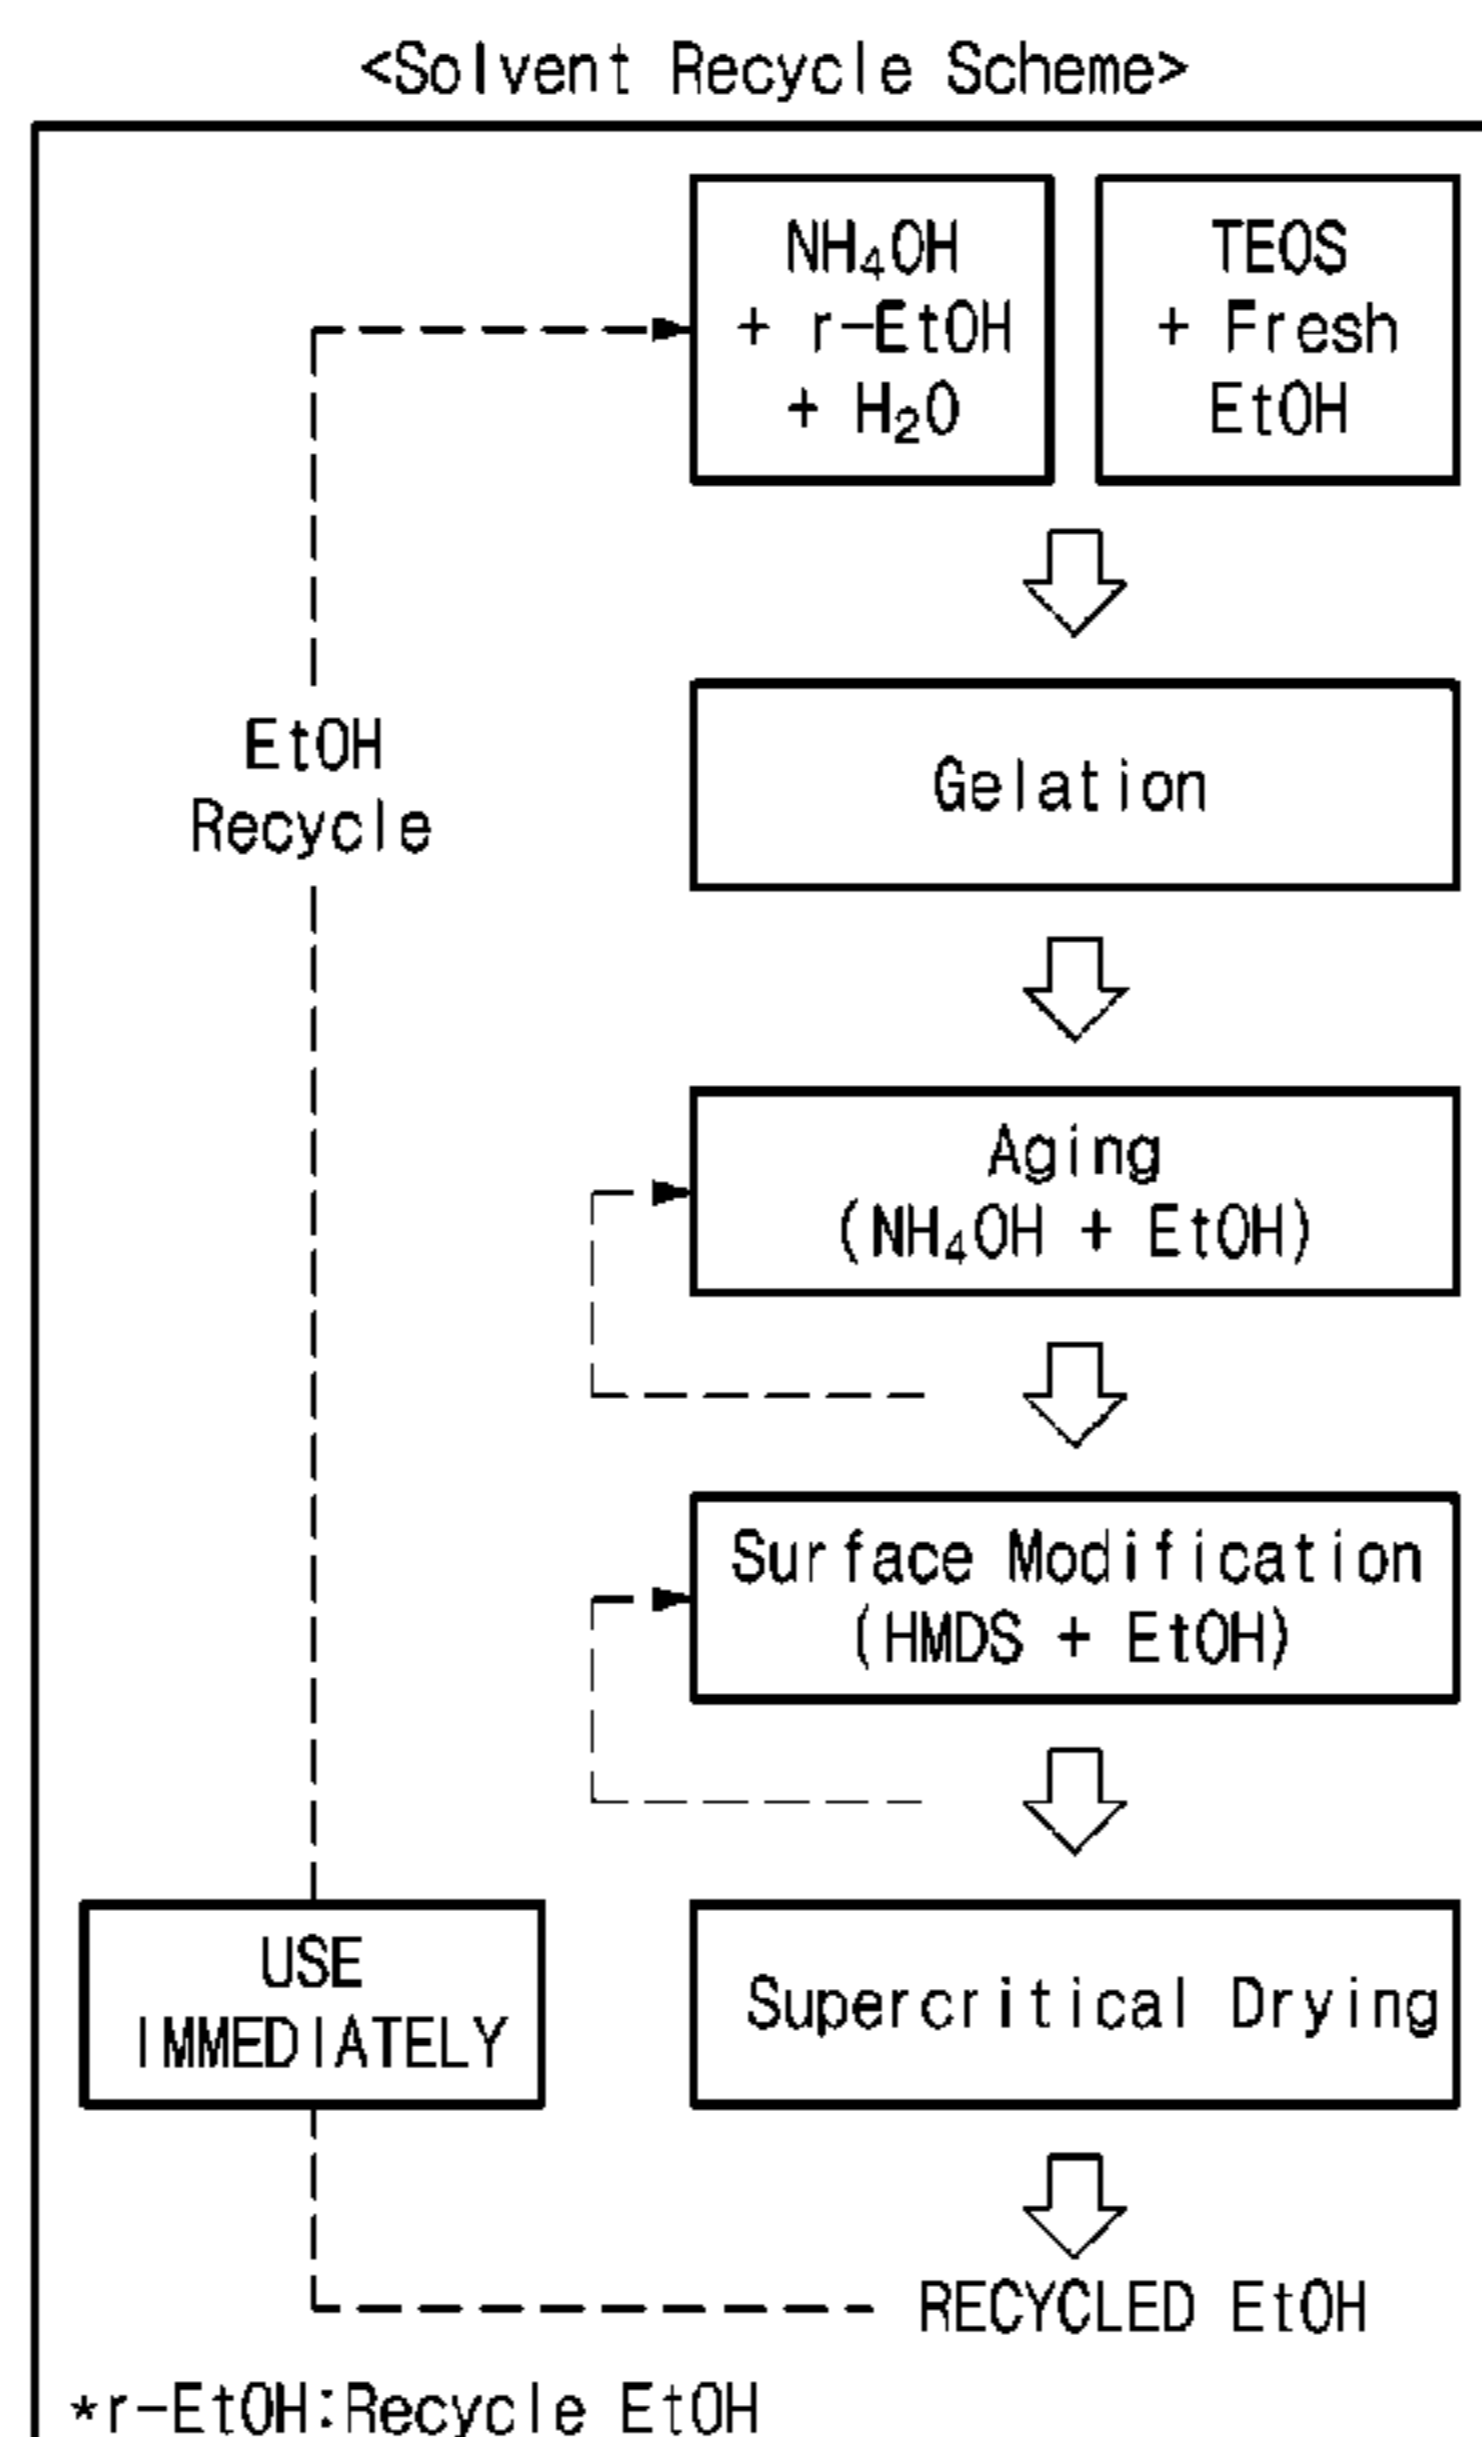 <Solvent Recycle Scheme>
NH₄OH
+ r-EtOH
+ H₂O
TEOS
+ Fresh
EtOH
EtOH
Recycle
Gelation
Aging
(NH₄OH + EtOH)
Surface Modification
(HMDS + EtOH)
USE
IMMEDIATELY
Supercritical Drying
RECYCLED EtOH
*r-EtOH:Recycle EtOH